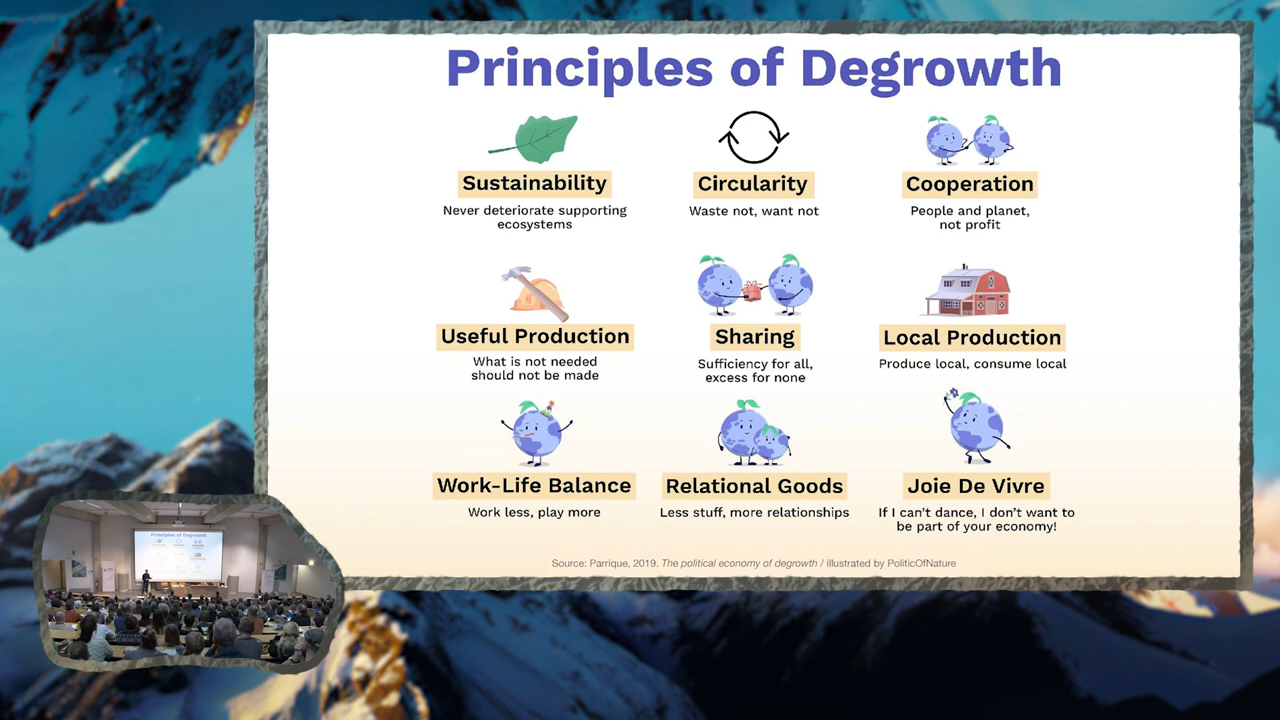 Principles of Degrowth
Sustainability
Never deteriorate supporting
ecosystems
Circularity
Waste not, want not
Cooperation
People and planet,
not profit
Useful Production
What is not needed
should not be made
Sharing
Sufficiency for all,
excess for none
Local Production
Produce local, consume local
Work-Life Balance
Work less, play more
Relational Goods
Less stuff, more relationships
Joie De Vivre
If I can't dance, I don't want to
be part of your economy!
Source: Parrique, 2019. The political economy of degrowth / illustrated by PoliticOfNature
Principles of Degrowth